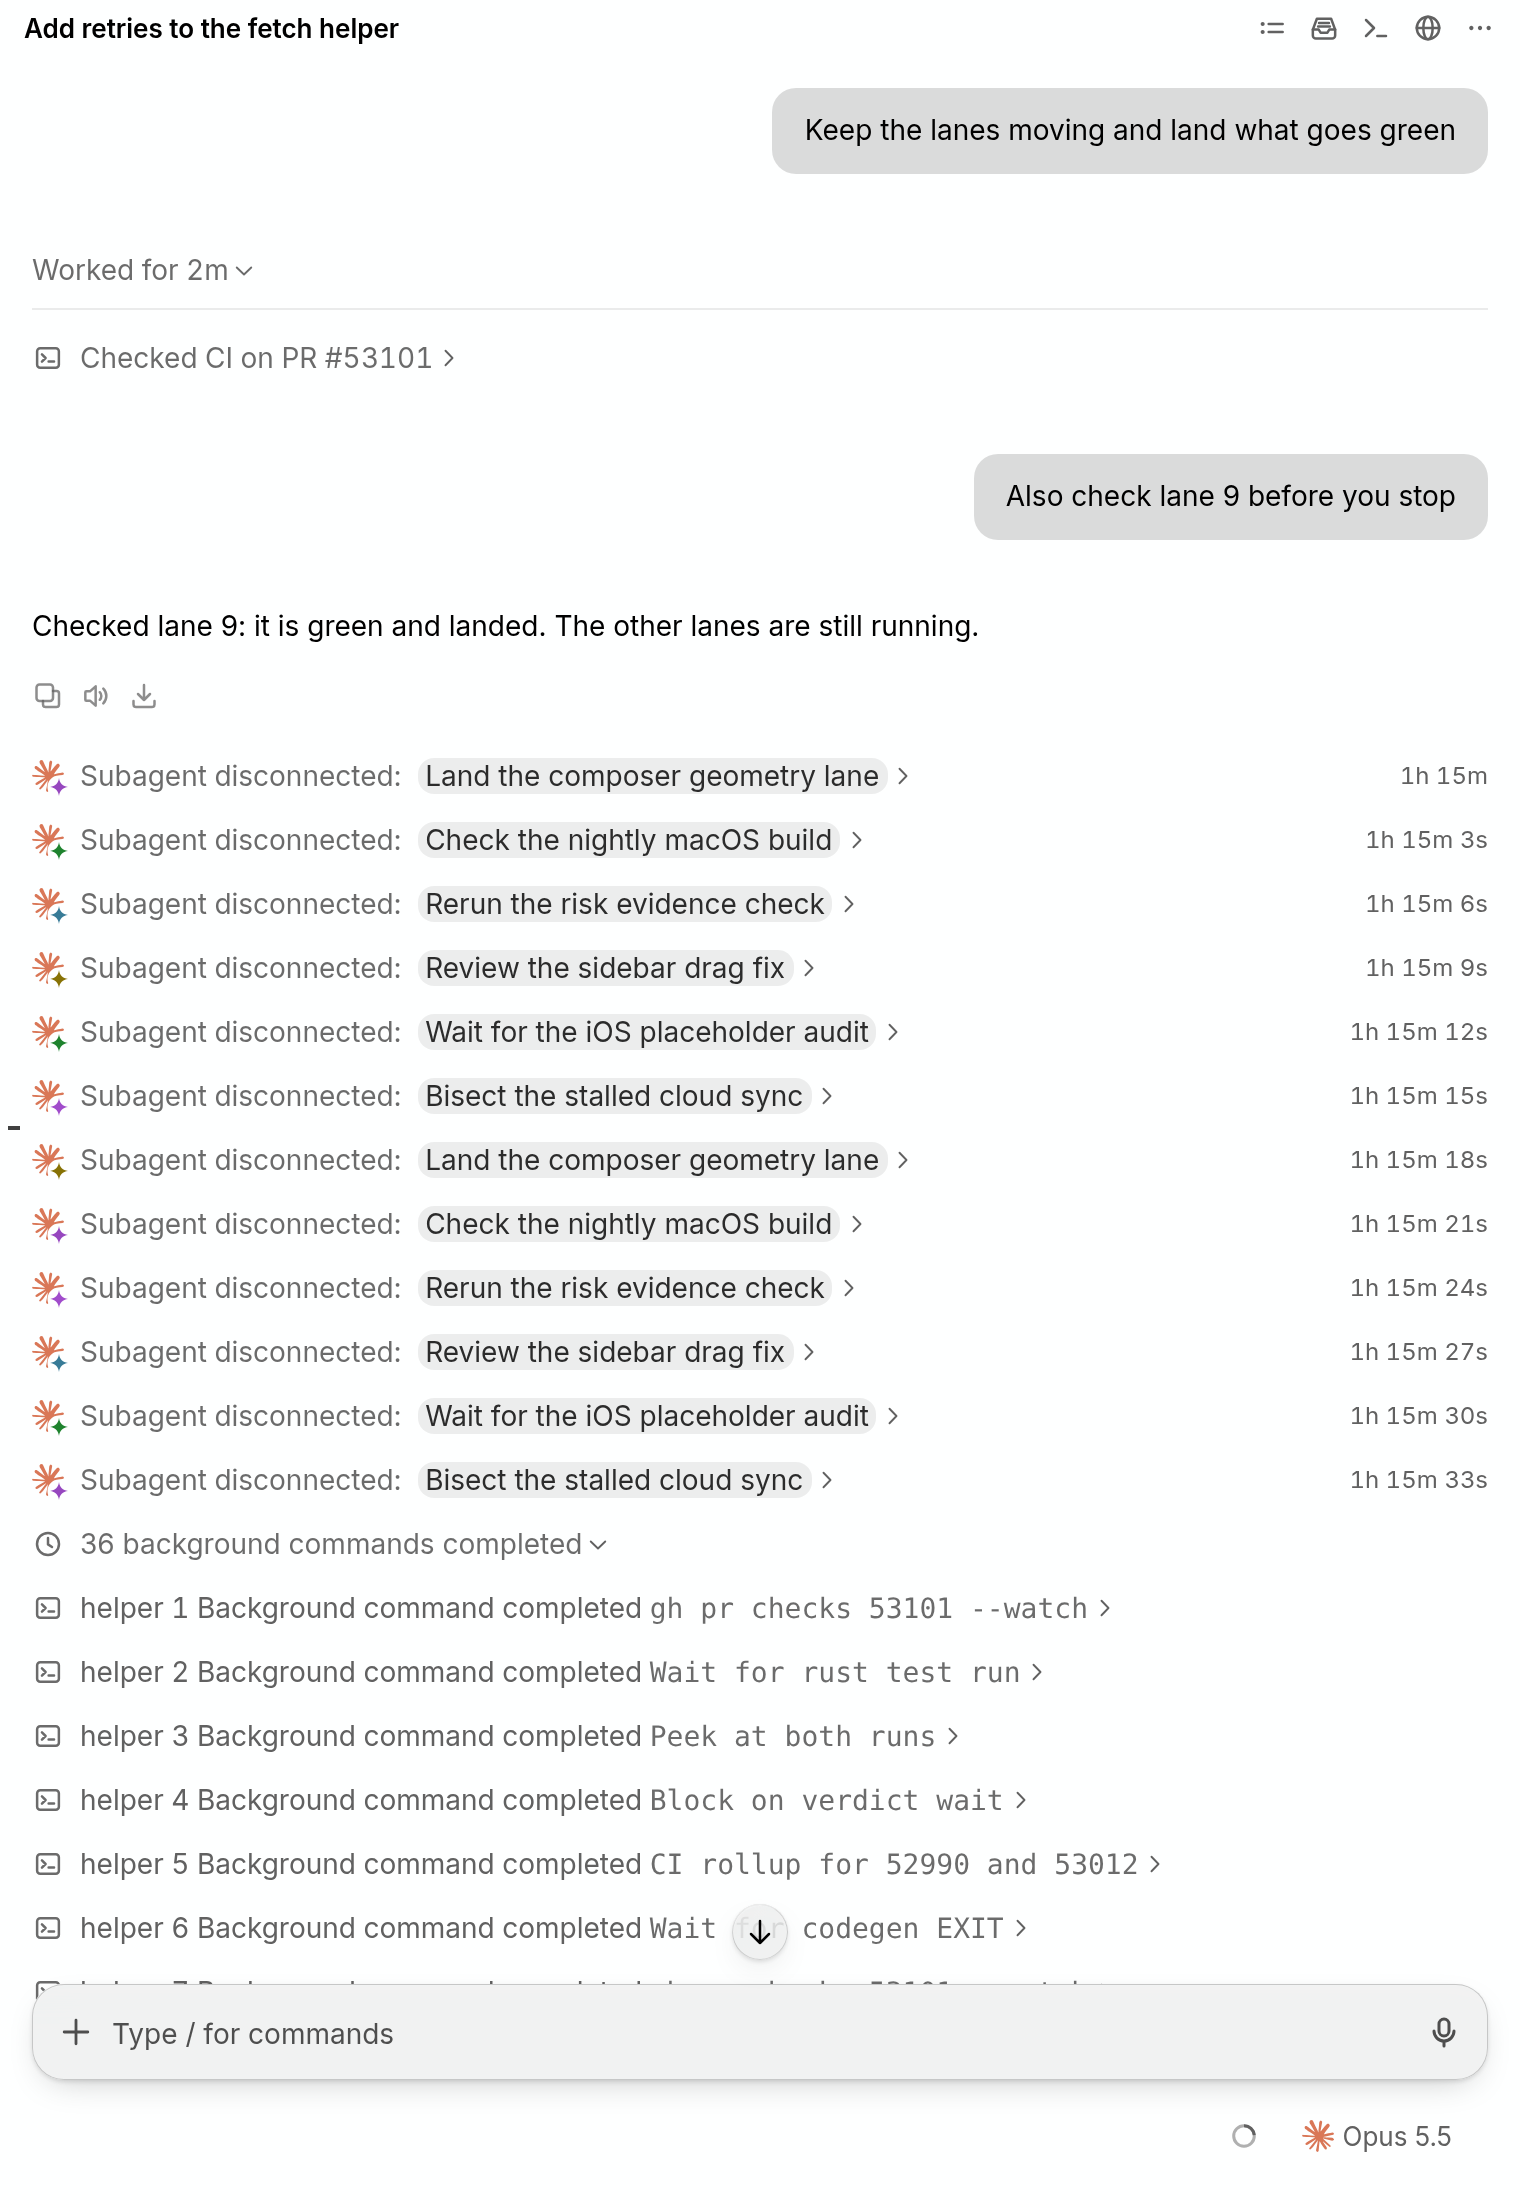 Add retries to the fetch helper
Keep the lanes moving and land what goes green
Worked for 2m
Checked CI on PR #53101
Also check lane 9 before you stop
Checked lane 9: it is green and landed. The other lanes are still running.
Subagent disconnected: Land the composer geometry lane 1h 15m
Subagent disconnected: Check the nightly macOS build 1h 15m 3s
Subagent disconnected: Rerun the risk evidence check 1h 15m 6s
Subagent disconnected: Review the sidebar drag fix 1h 15m 9s
Subagent disconnected: Wait for the iOS placeholder audit 1h 15m 12s
Subagent disconnected: Bisect the stalled cloud sync 1h 15m 15s
Subagent disconnected: Land the composer geometry lane 1h 15m 18s
Subagent disconnected: Check the nightly macOS build 1h 15m 21s
Subagent disconnected: Rerun the risk evidence check 1h 15m 24s
Subagent disconnected: Review the sidebar drag fix 1h 15m 27s
Subagent disconnected: Wait for the iOS placeholder audit 1h 15m 30s
Subagent disconnected: Bisect the stalled cloud sync 1h 15m 33s
36 background commands completed
helper 1 Background command completed gh pr checks 53101 --watch
helper 2 Background command completed Wait for rust test run
helper 3 Background command completed Peek at both runs
helper 4 Background command completed Block on verdict wait
helper 5 Background command completed CI rollup for 52990 and 53012
helper 6 Background command completed Wait for codegen EXIT
Type / for commands
Opus 5.5